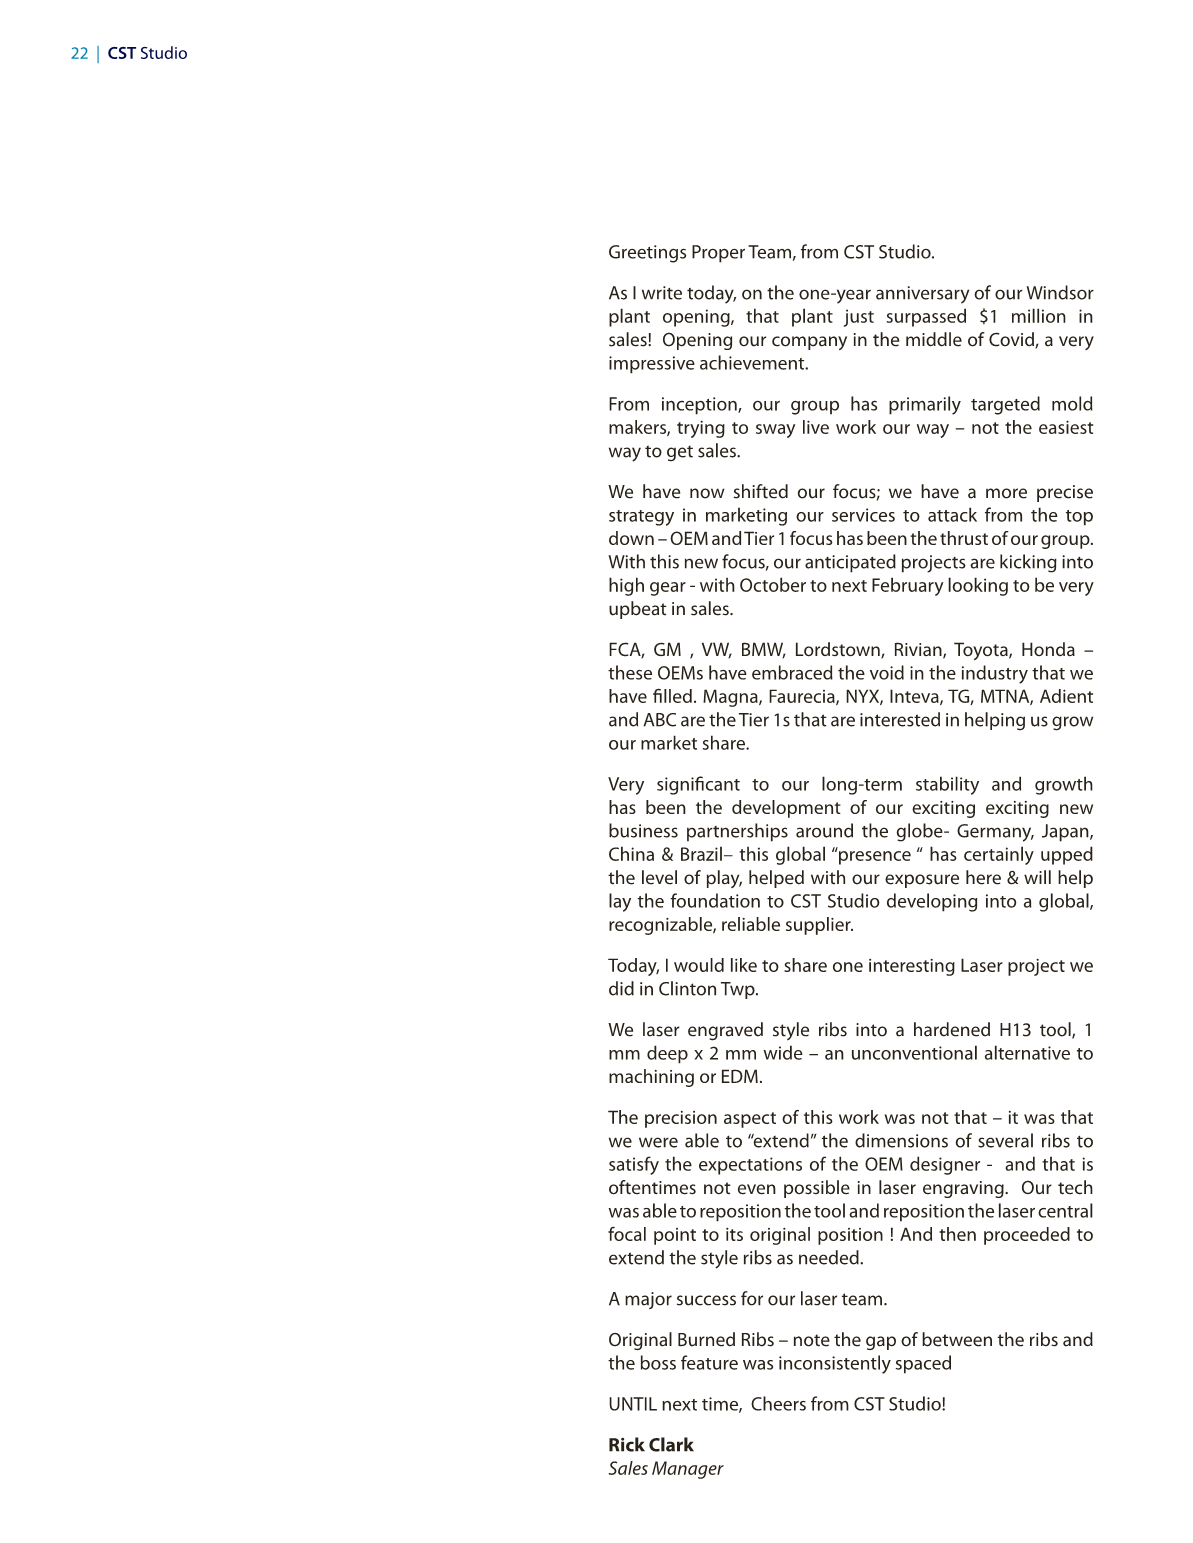 22 | CST Studio
Greetings Proper Team, from CST Studio.
As I write today, on the one-year anniversary of our Windsor
plant opening, that plant just surpassed $1 million in
sales!  Opening our company in the middle of Covid, a very
impressive achievement.
From inception, our group has primarily targeted mold
makers, trying to sway live work our way – not the easiest
way to get sales.
We have now shifted our focus; we have a more precise
strategy in marketing our services to attack from the top
down – OEM and Tier 1 focus has been the thrust of our group.
With this new focus, our anticipated projects are kicking into
high gear - with October to next February looking to be very
upbeat in sales.
FCA, GM , VW, BMW, Lordstown, Rivian, Toyota, Honda –
these OEMs have embraced the void in the industry that we
have filled. Magna, Faurecia, NYX, Inteva, TG, MTNA, Adient
and ABC are the Tier 1s that are interested in helping us grow
our market share.
Very significant to our long-term stability and growth
has been the development of our exciting exciting new
business partnerships around the globe- Germany, Japan,
China & Brazil– this global “presence “ has certainly upped
the level of play, helped with our exposure here & will help
lay the foundation to CST Studio developing into a global,
recognizable, reliable supplier.
Today, I would like to share one interesting Laser project we
did in Clinton Twp.
We laser engraved style ribs into a hardened H13 tool, 1
mm deep x 2 mm wide – an unconventional alternative to
machining or EDM.
The precision aspect of this work was not that – it was that
we were able to “extend” the dimensions of several ribs to
satisfy the expectations of the OEM designer -  and that is
oftentimes not even possible in laser engraving.  Our tech
was able to reposition the tool and reposition the laser central
focal point to its original position ! And then proceeded to
extend the style ribs as needed.
A major success for our laser team.
Original Burned Ribs – note the gap of between the ribs and
the boss feature was inconsistently spaced
UNTIL next time,  Cheers from CST Studio!
Rick Clark
Sales Manager